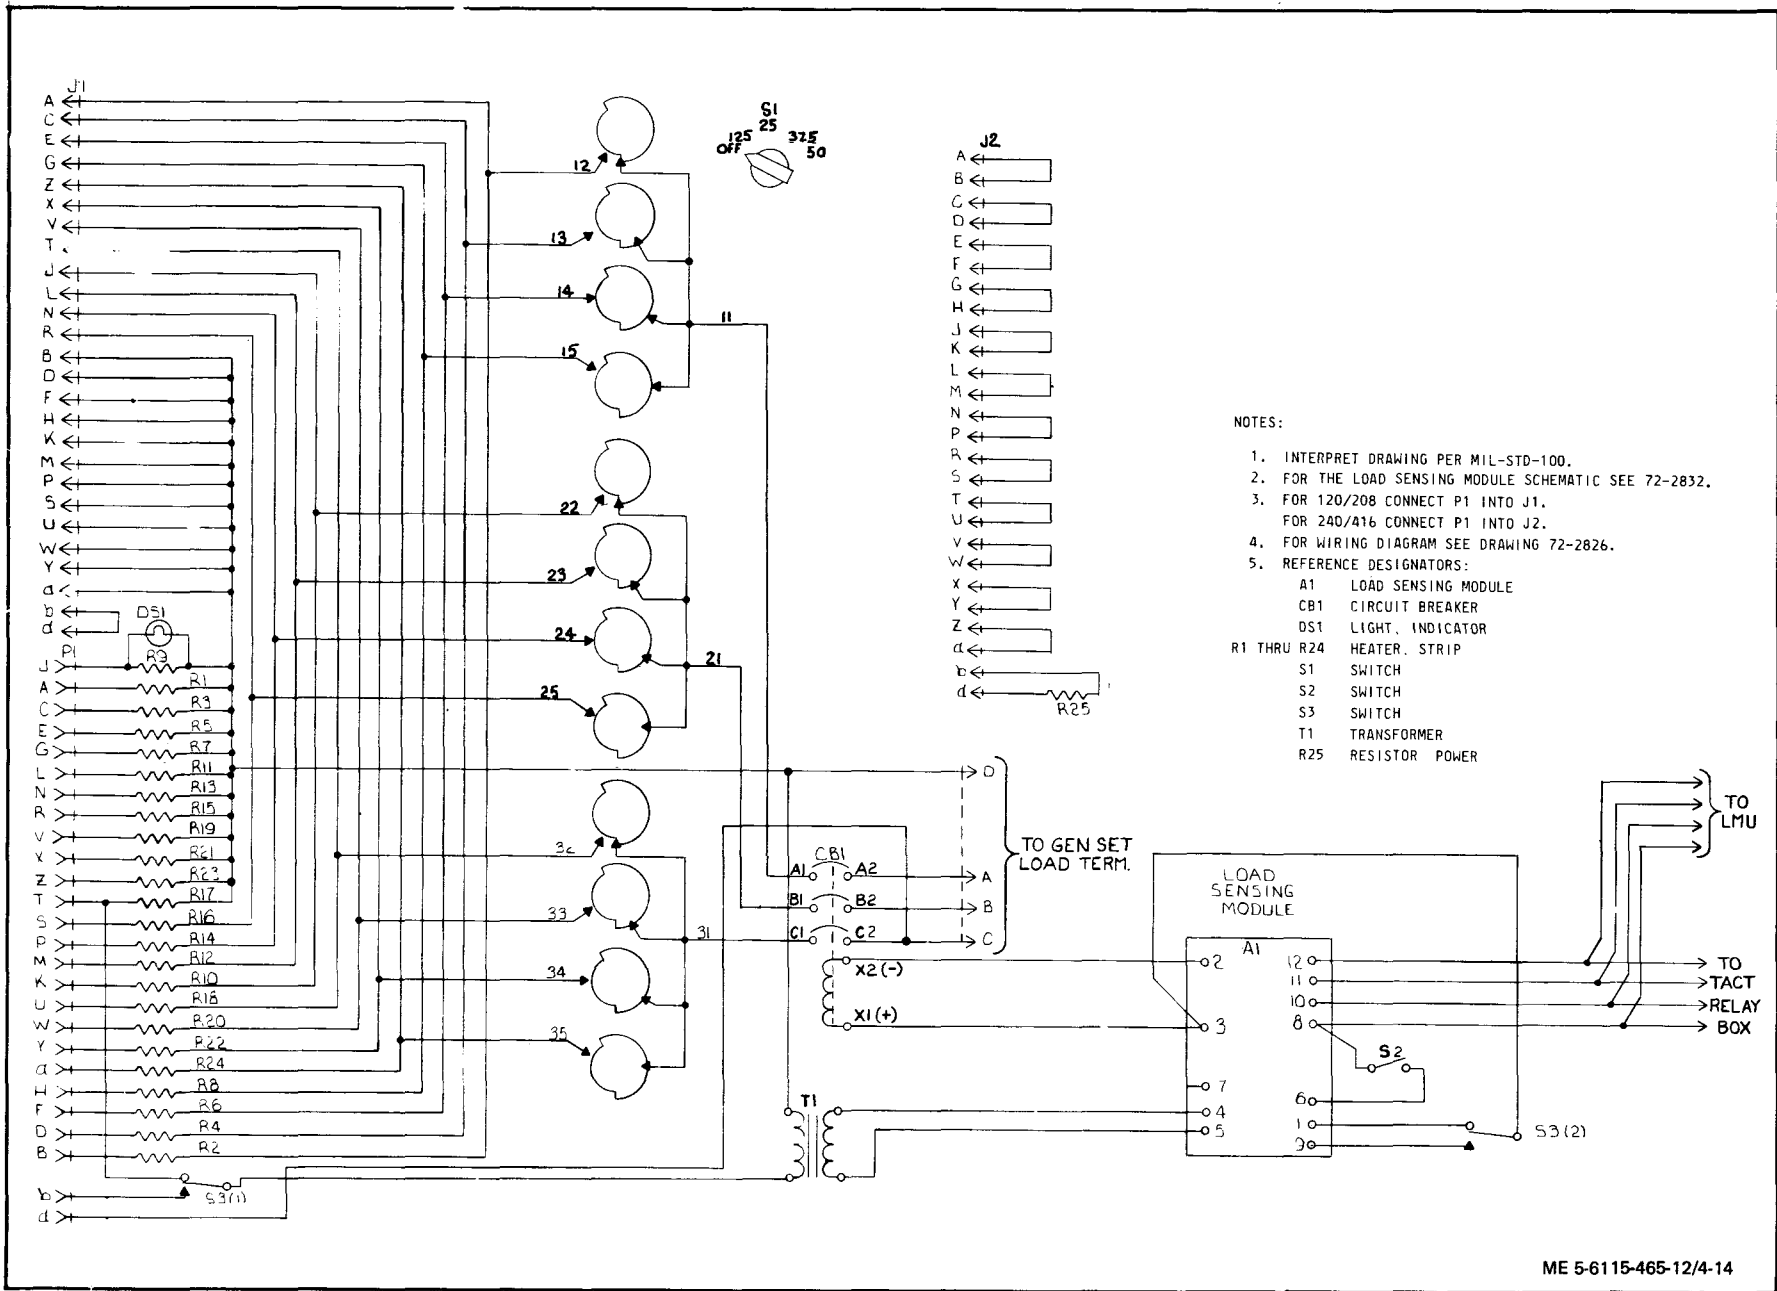 J1
A
C
E
G
Z
X
V
T
J
L
N
R
B
D
F
H
K
M
P
S
U
W
Y
a
b
d
DS1
P1
J R9
A R1
C R3
E R5
G R7
L R11
N R13
R R15
V R19
X R21
Z R23
T R17
S R16
P R14
M R12
K R10
U R18
W R20
Y R22
a R24
H R8
F R6
D R4
B R2
b S3(1)
d
12
13
14
15
11
22
23
24
25
21
33
34
35
31
S1
OFF 125 25 375 50
J2
A
B
C
D
E
F
G
H
J
K
L
M
N
P
R
S
T
U
V
W
X
Y
Z
a
b
d
R25
NOTES:
1. INTERPRET DRAWING PER MIL-STD-100.
2. FOR THE LOAD SENSING MODULE SCHEMATIC SEE 72-2832.
3. FOR 120/208 CONNECT P1 INTO J1.
FOR 240/416 CONNECT P1 INTO J2.
4. FOR WIRING DIAGRAM SEE DRAWING 72-2826.
5. REFERENCE DESIGNATORS:
A1 LOAD SENSING MODULE
CB1 CIRCUIT BREAKER
DS1 LIGHT, INDICATOR
R1 THRU R24 HEATER. STRIP
S1 SWITCH
S2 SWITCH
S3 SWITCH
T1 TRANSFORMER
R25 RESISTOR POWER
D
CB1
A1 A2 A
B1 B2 B
C1 C2 C
TO GEN SET
LOAD TERM.
X2 (-)
X1 (+)
T1
LOAD
SENSING
MODULE
A1
2
3
7
4
5
12
11
10
8
6
1
9
S2
S3(2)
TO
LMU
TO
TACT
RELAY
BOX
ME 5-6115-465-12/4-14